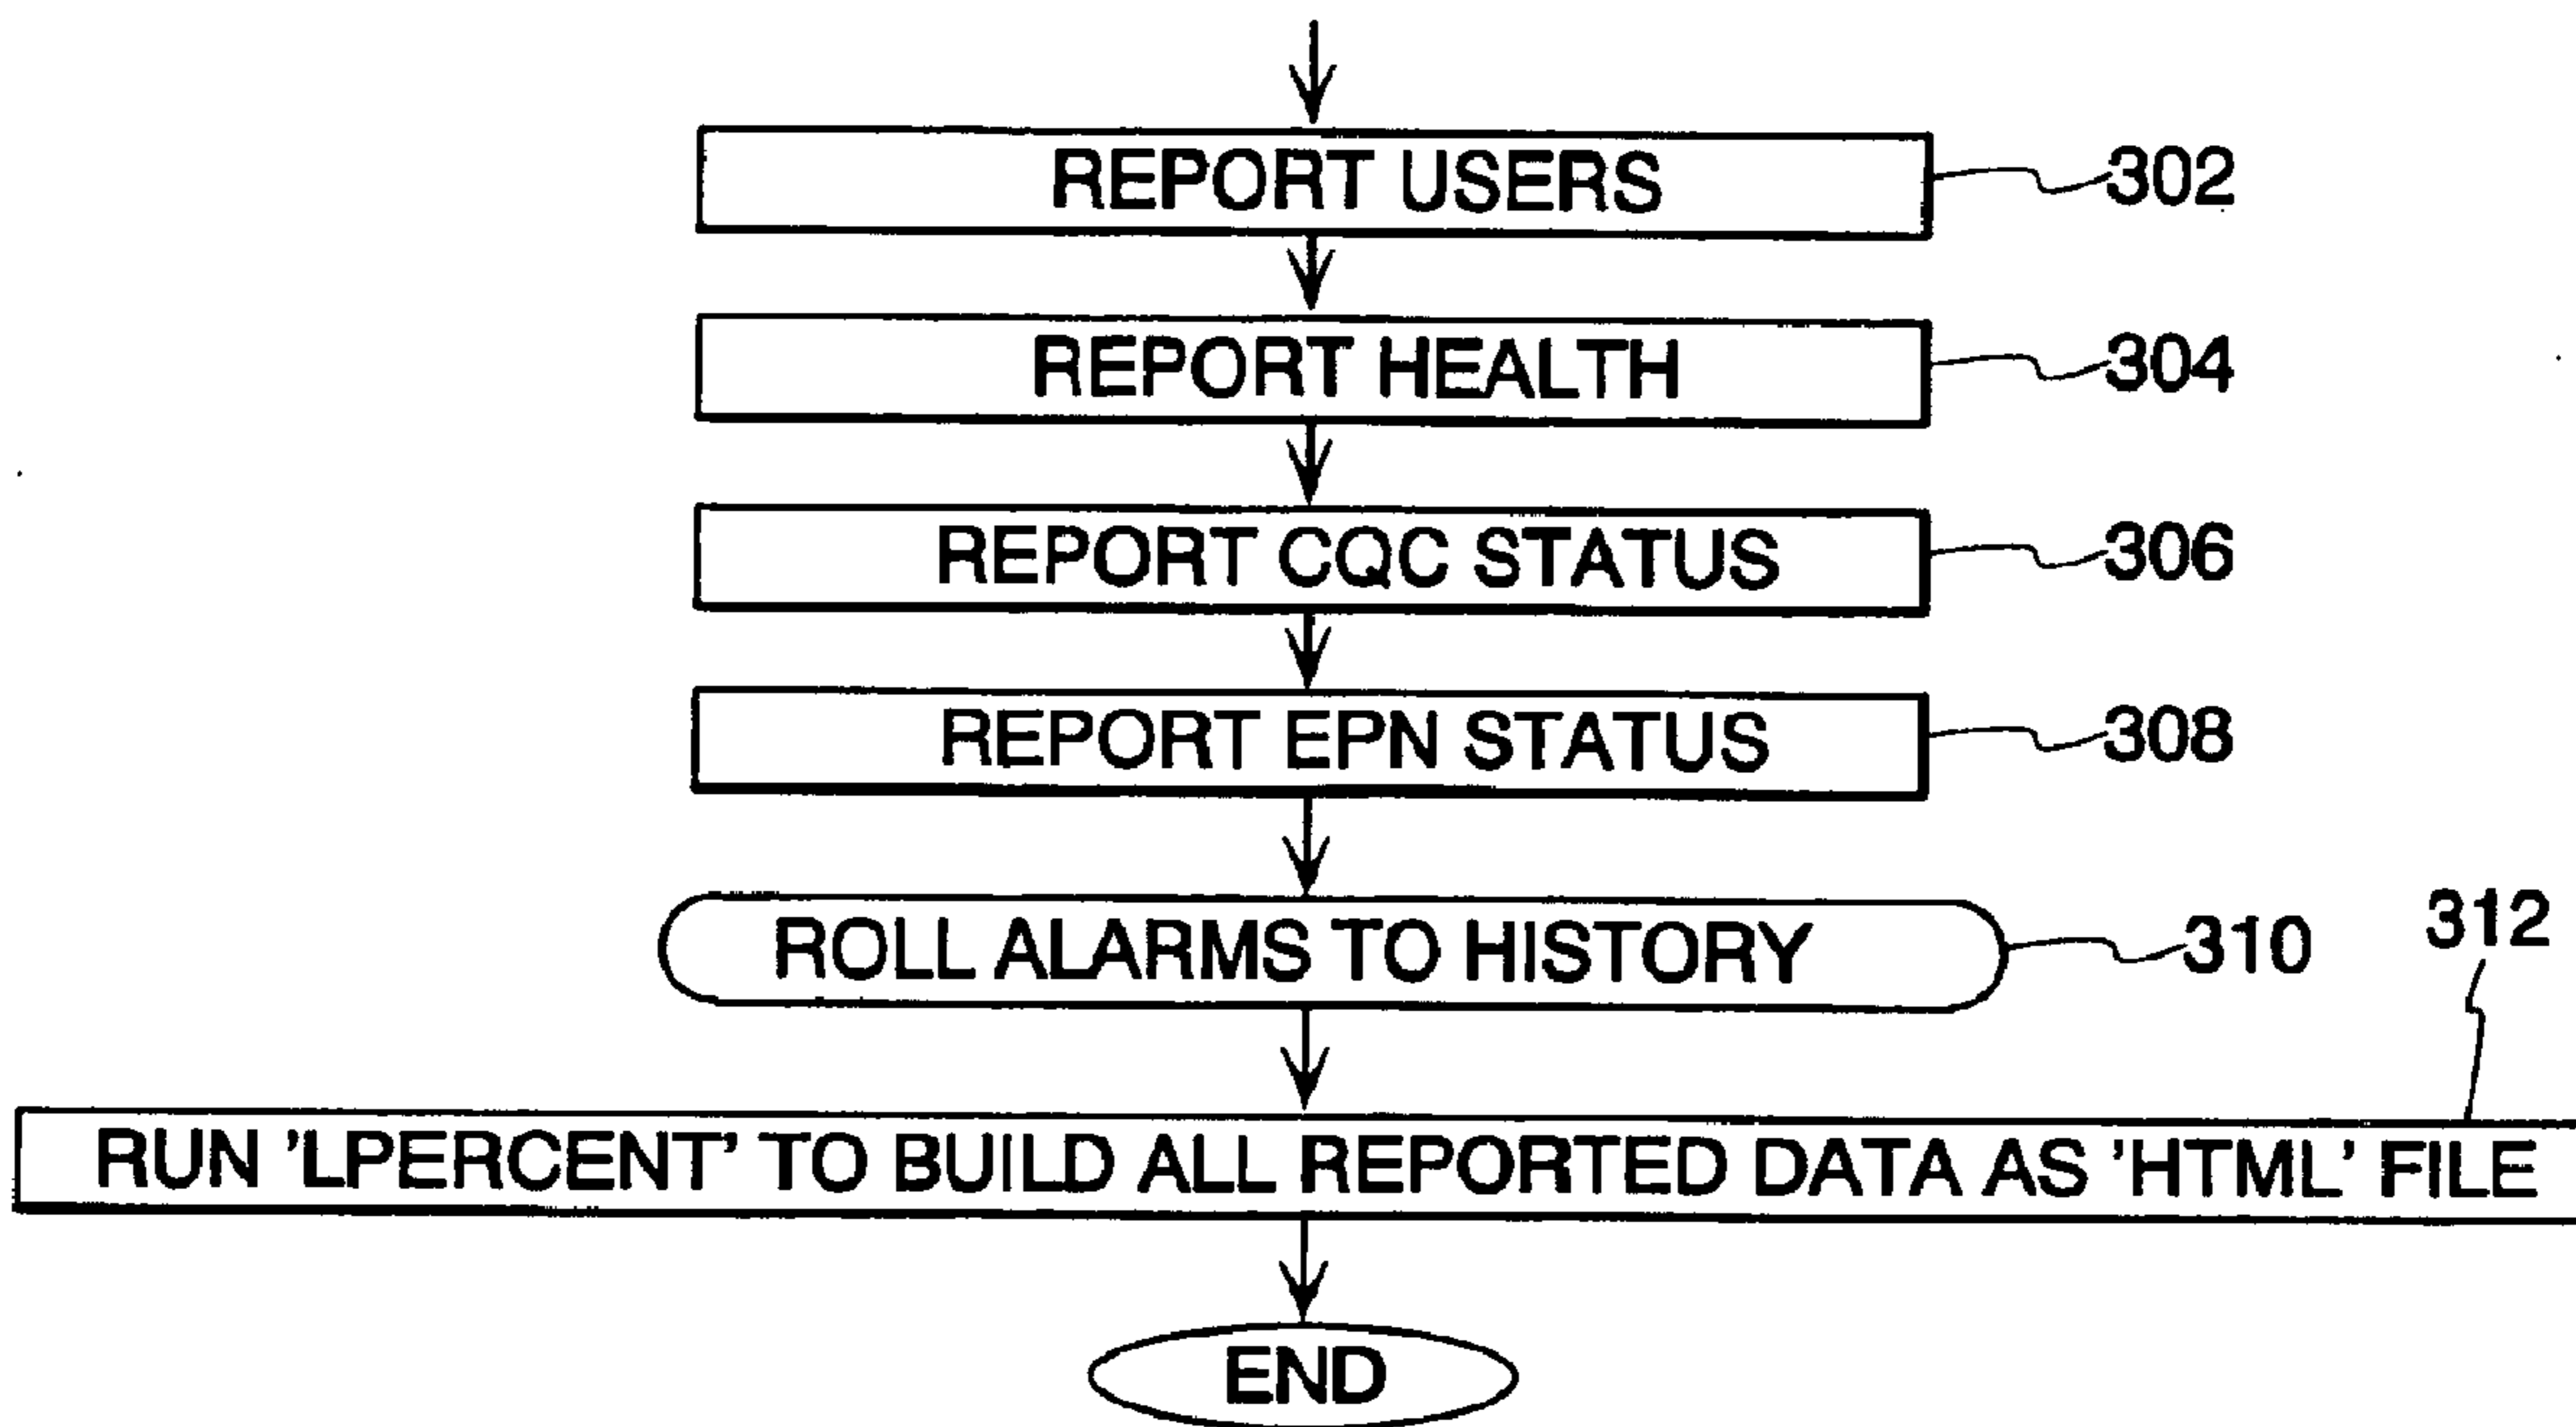 REPORT USERS
302
REPORT HEALTH
304
REPORT CQC STATUS
306
REPORT EPN STATUS
308
ROLL ALARMS TO HISTORY
310
312
RUN 'LPERCENT' TO BUILD ALL REPORTED DATA AS 'HTML' FILE
END